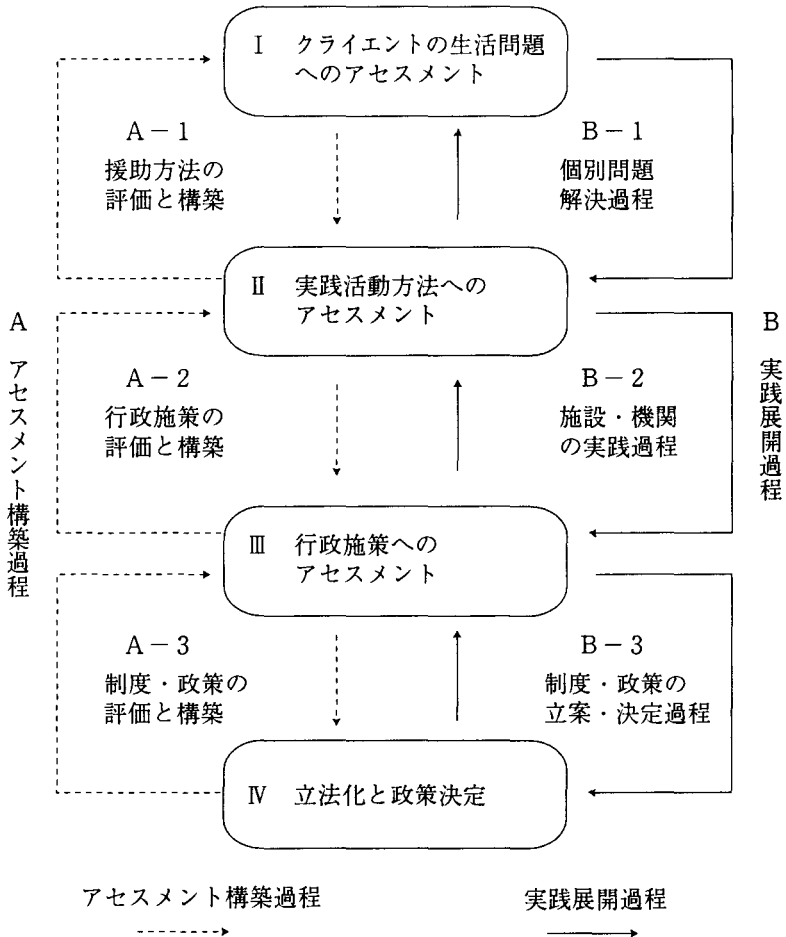 Ⅰ クライエントの生活問題
へのアセスメント
A-1
援助方法の
評価と構築
B-1
個別問題
解決過程
Ⅱ 実践活動方法への
アセスメント
A アセスメント構築過程
A-2
行政施策の
評価と構築
B-2
施設・機関
の実践過程
B 実践展開過程
Ⅲ 行政施策への
アセスメント
A-3
制度・政策の
評価と構築
B-3
制度・政策の
立案・決定過程
Ⅳ 立法化と政策決定
アセスメント構築過程
実践展開過程